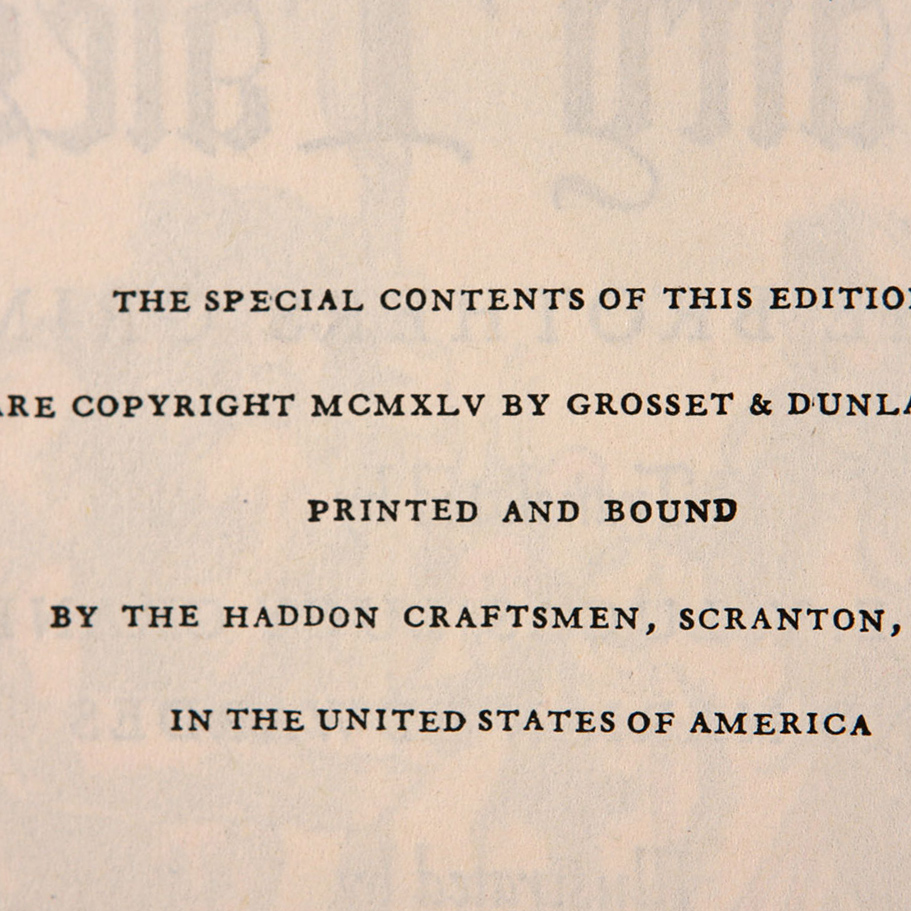 THE SPECIAL CONTENTS OF THIS EDITIO
ARE COPYRIGHT MCMXLV BY GROSSET & DUNLA
PRINTED AND BOUND
BY THE HADDON CRAFTSMEN, SCRANTON,
IN THE UNITED STATES OF AMERICA